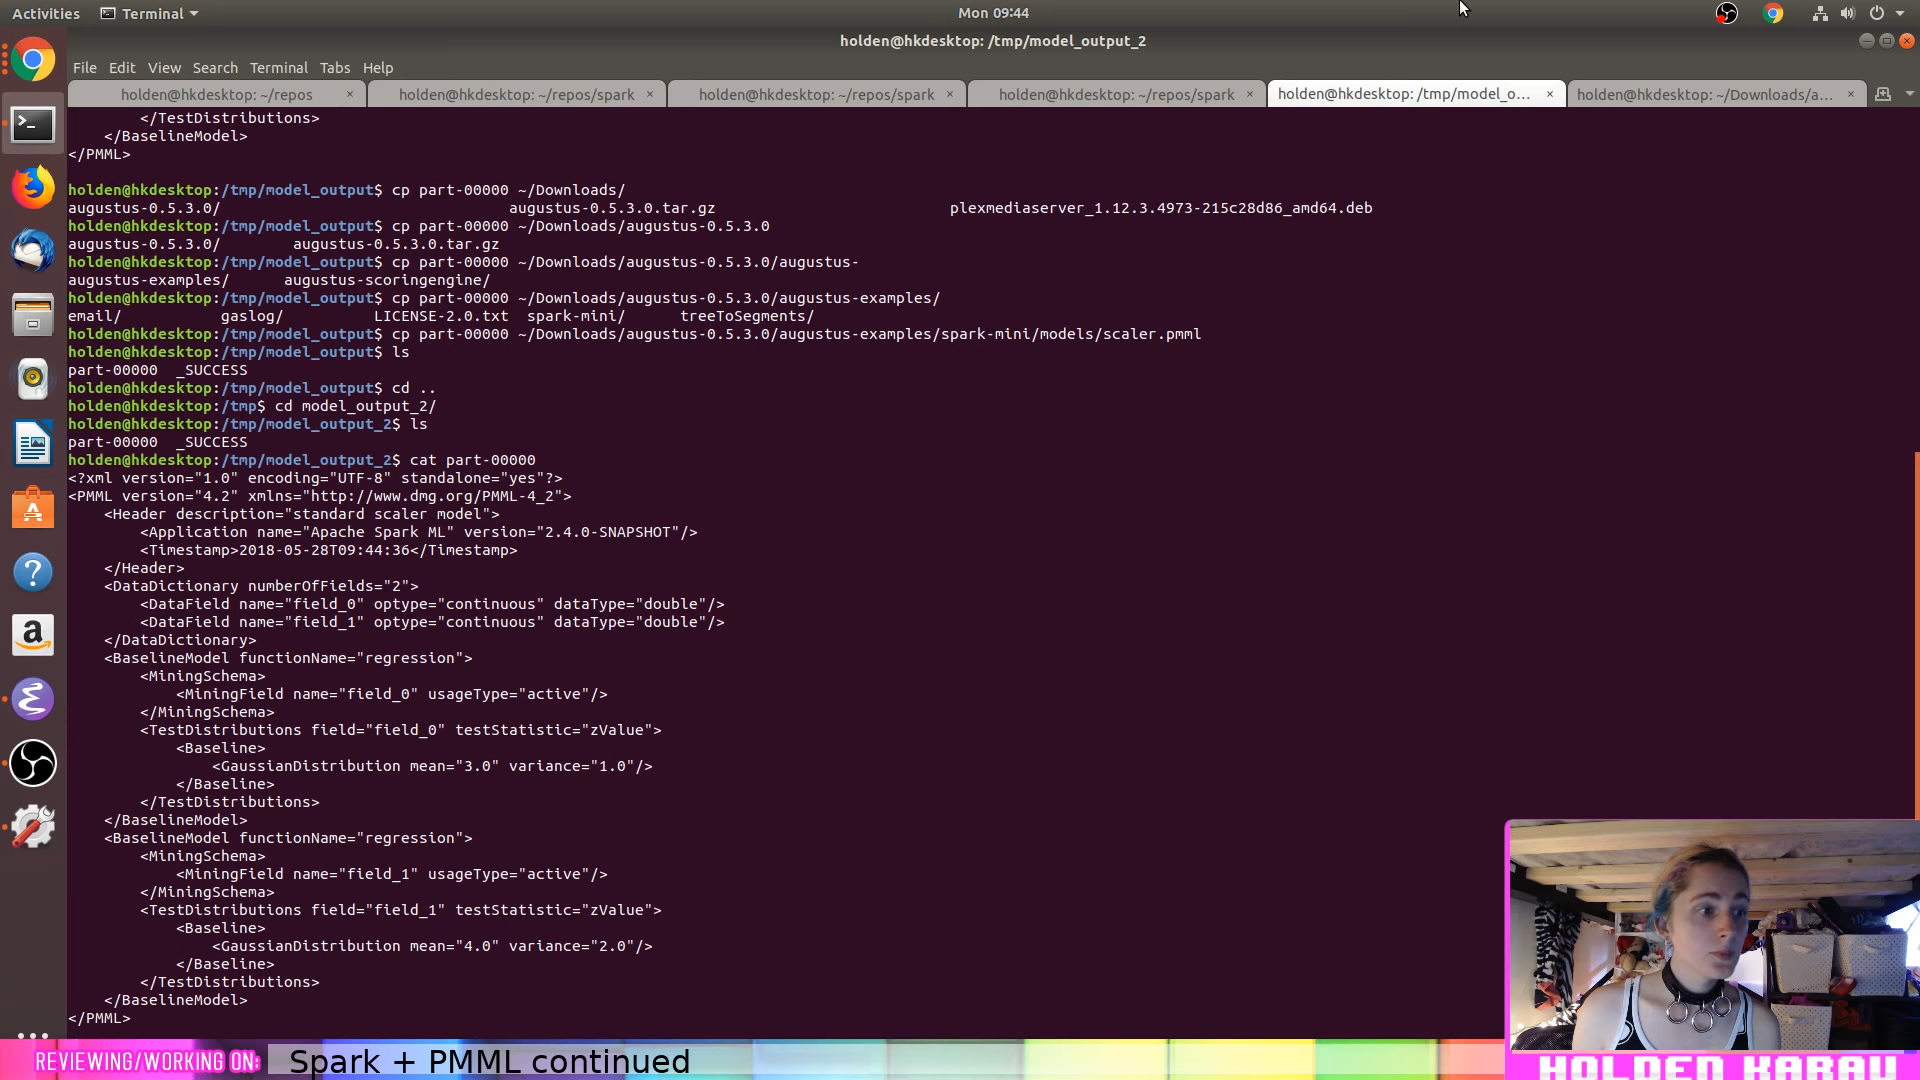 Activities Terminal Mon 09:44
holden@hkdesktop: /tmp/model_output_2
File Edit View Search Terminal Tabs Help
holden@hkdesktop: ~/repos × holden@hkdesktop: ~/repos/spark × holden@hkdesktop: ~/repos/spark × holden@hkdesktop: ~/repos/spark × holden@hkdesktop: /tmp/model_o... × holden@hkdesktop: ~/Downloads/a... ×
</TestDistributions>
</BaselineModel>
</PMML>
holden@hkdesktop:/tmp/model_output$ cp part-00000 ~/Downloads/
augustus-0.5.3.0/ augustus-0.5.3.0.tar.gz plexmediaserver_1.12.3.4973-215c28d86_amd64.deb
holden@hkdesktop:/tmp/model_output$ cp part-00000 ~/Downloads/augustus-0.5.3.0
augustus-0.5.3.0/ augustus-0.5.3.0.tar.gz
holden@hkdesktop:/tmp/model_output$ cp part-00000 ~/Downloads/augustus-0.5.3.0/augustus-
augustus-examples/ augustus-scoringengine/
holden@hkdesktop:/tmp/model_output$ cp part-00000 ~/Downloads/augustus-0.5.3.0/augustus-examples/
email/ gaslog/ LICENSE-2.0.txt spark-mini/ treeToSegments/
holden@hkdesktop:/tmp/model_output$ cp part-00000 ~/Downloads/augustus-0.5.3.0/augustus-examples/spark-mini/models/scaler.pmml
holden@hkdesktop:/tmp/model_output$ ls
part-00000 _SUCCESS
holden@hkdesktop:/tmp/model_output$ cd ..
holden@hkdesktop:/tmp$ cd model_output_2/
holden@hkdesktop:/tmp/model_output_2$ ls
part-00000 _SUCCESS
holden@hkdesktop:/tmp/model_output_2$ cat part-00000
<?xml version="1.0" encoding="UTF-8" standalone="yes"?>
<PMML version="4.2" xmlns="http://www.dmg.org/PMML-4_2">
<Header description="standard scaler model">
<Application name="Apache Spark ML" version="2.4.0-SNAPSHOT"/>
<Timestamp>2018-05-28T09:44:36</Timestamp>
</Header>
<DataDictionary numberOfFields="2">
<DataField name="field_0" optype="continuous" dataType="double"/>
<DataField name="field_1" optype="continuous" dataType="double"/>
</DataDictionary>
<BaselineModel functionName="regression">
<MiningSchema>
<MiningField name="field_0" usageType="active"/>
</MiningSchema>
<TestDistributions field="field_0" testStatistic="zValue">
<Baseline>
<GaussianDistribution mean="3.0" variance="1.0"/>
</Baseline>
</TestDistributions>
</BaselineModel>
<BaselineModel functionName="regression">
<MiningSchema>
<MiningField name="field_1" usageType="active"/>
</MiningSchema>
<TestDistributions field="field_1" testStatistic="zValue">
<Baseline>
<GaussianDistribution mean="4.0" variance="2.0"/>
</Baseline>
</TestDistributions>
</BaselineModel>
</PMML>
REVIEWING/WORKING ON: Spark + PMML continued
HOLDEN KARAU